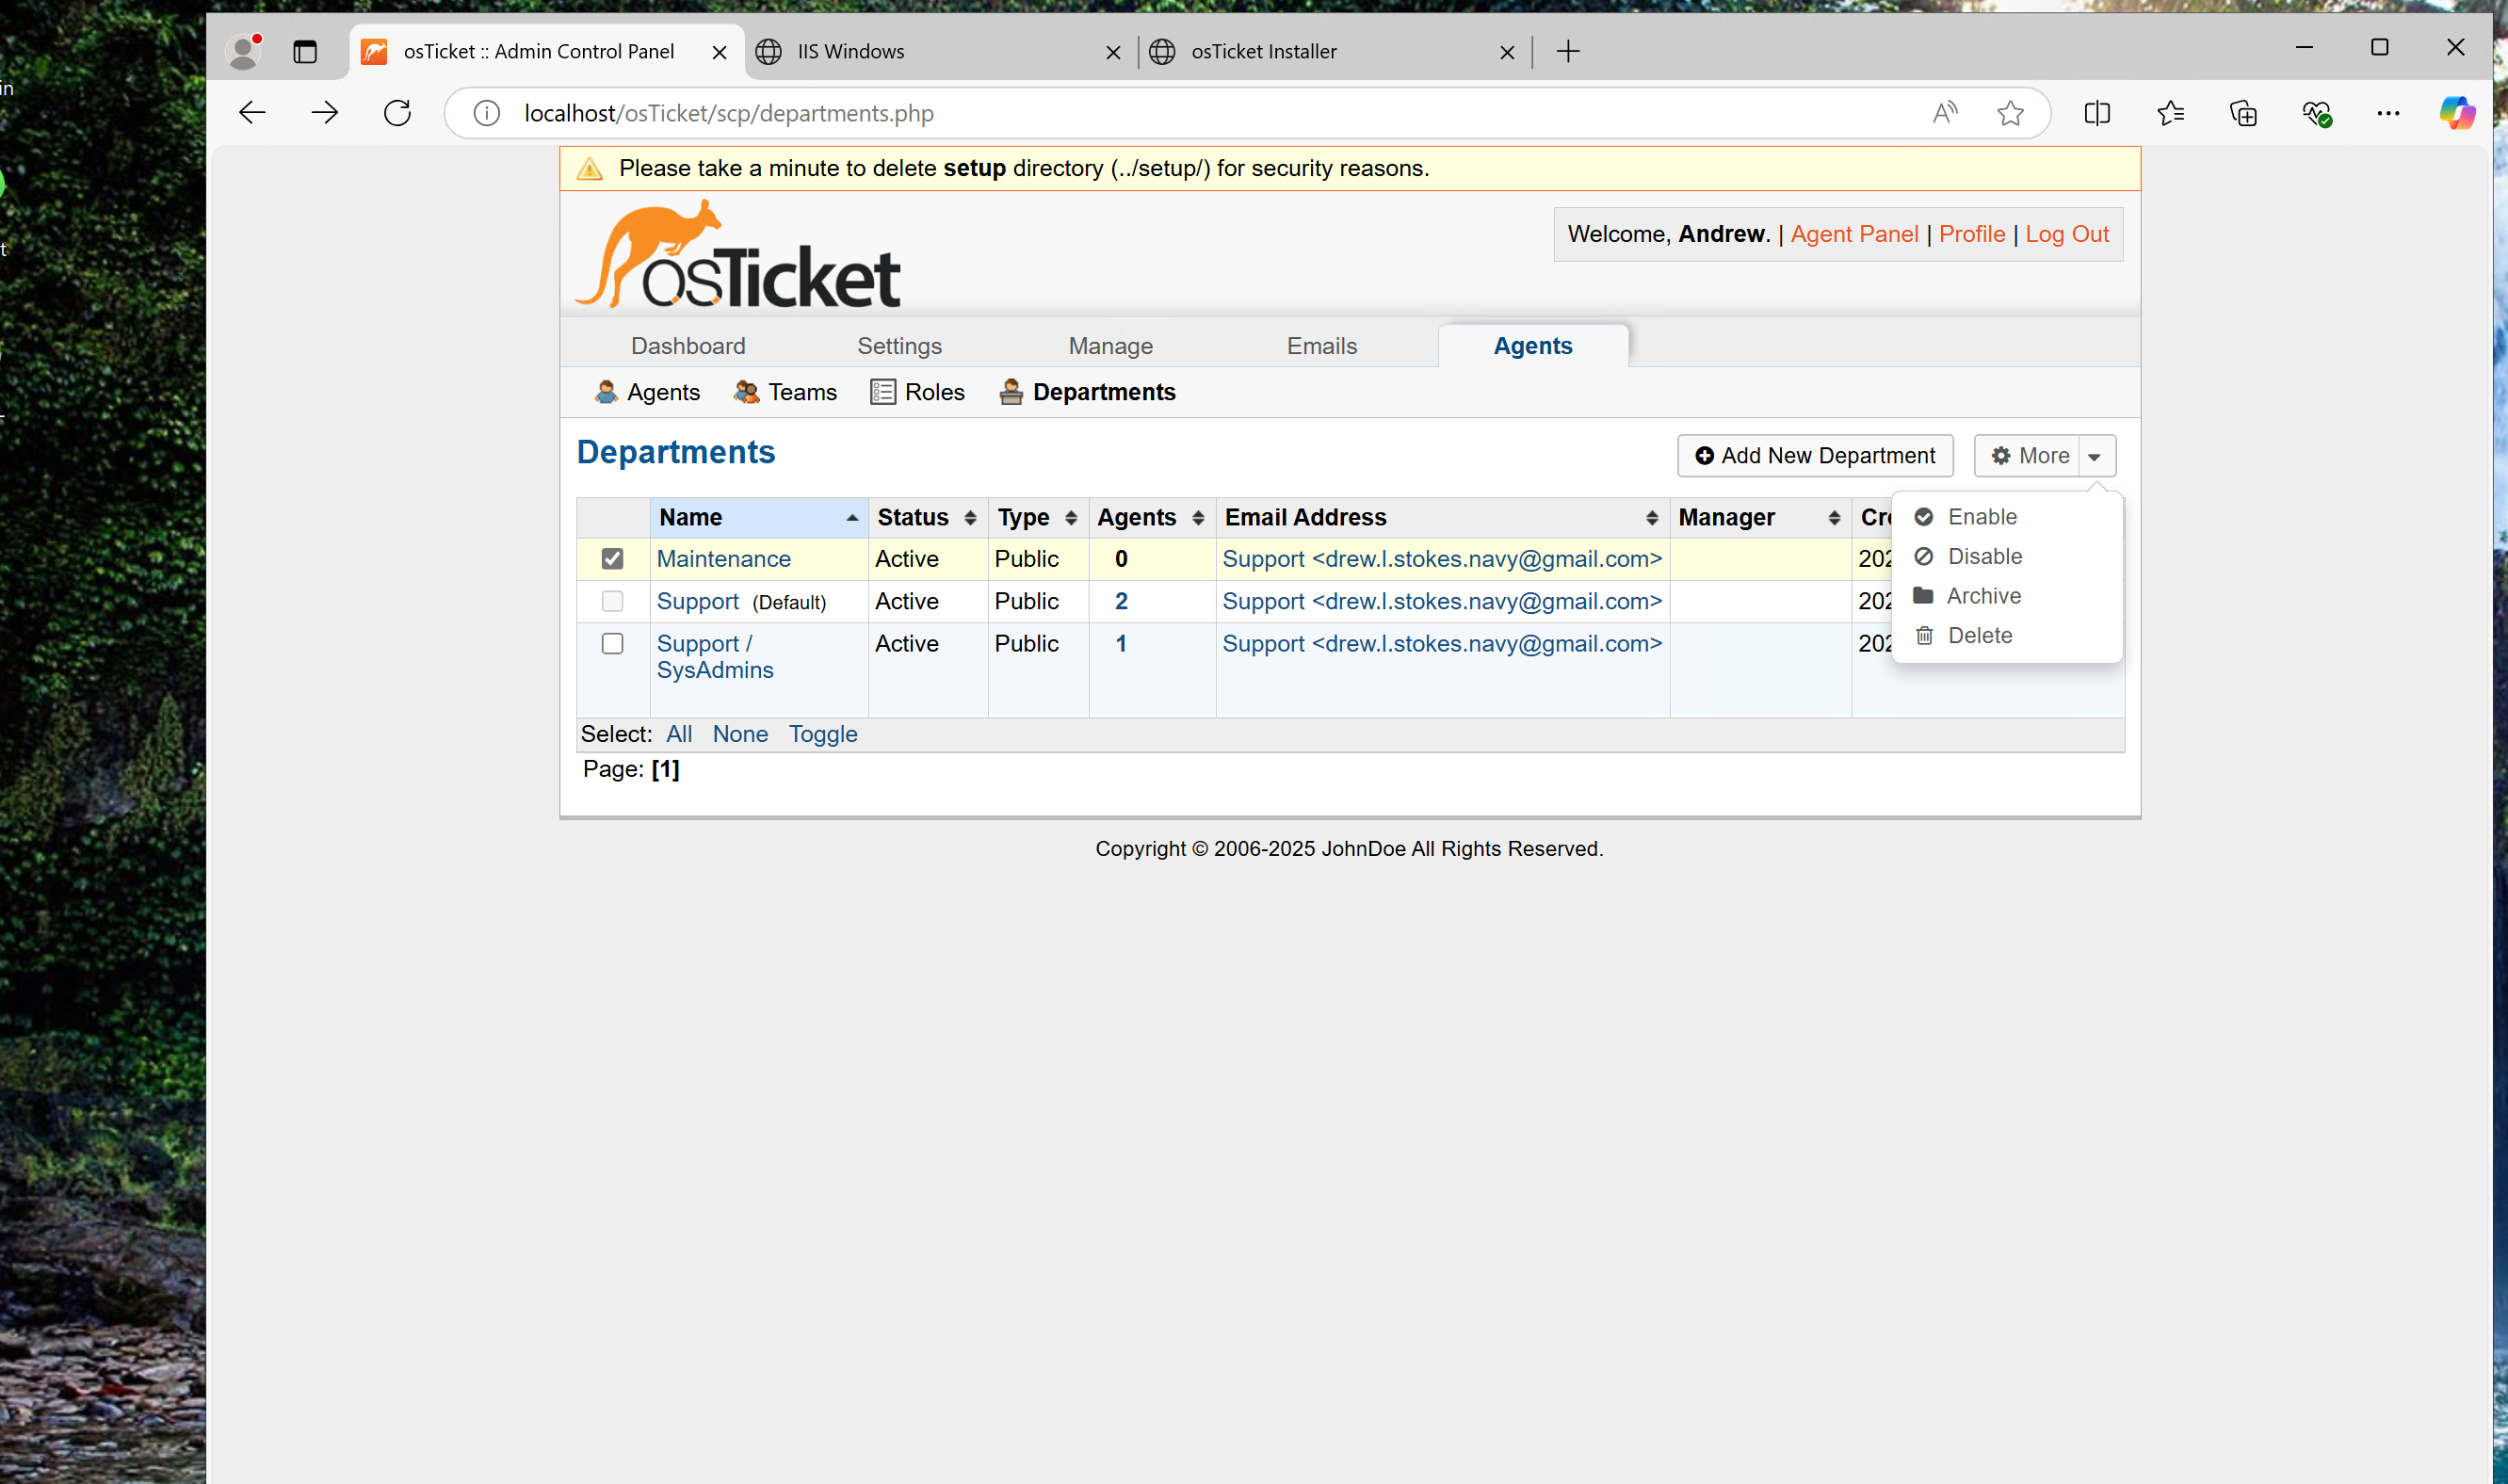 osTicket :: Admin Control Panel
IIS Windows
osTicket Installer
localhost/osTicket/scp/departments.php
Please take a minute to delete setup directory (../setup/) for security reasons.
osTicket
Welcome, Andrew. | Agent Panel | Profile | Log Out
Dashboard Settings Manage Emails Agents
Agents Teams Roles Departments
Departments
Add New Department
More
Name Status Type Agents Email Address Manager
Enable
Disable
Archive
Delete
Maintenance Active Public 0 Support <drew.l.stokes.navy@gmail.com>
Support (Default) Active Public 2 Support <drew.l.stokes.navy@gmail.com>
Support / Active Public 1 Support <drew.l.stokes.navy@gmail.com>
SysAdmins
Select: All None Toggle
Page: [1]
Copyright © 2006-2025 JohnDoe All Rights Reserved.